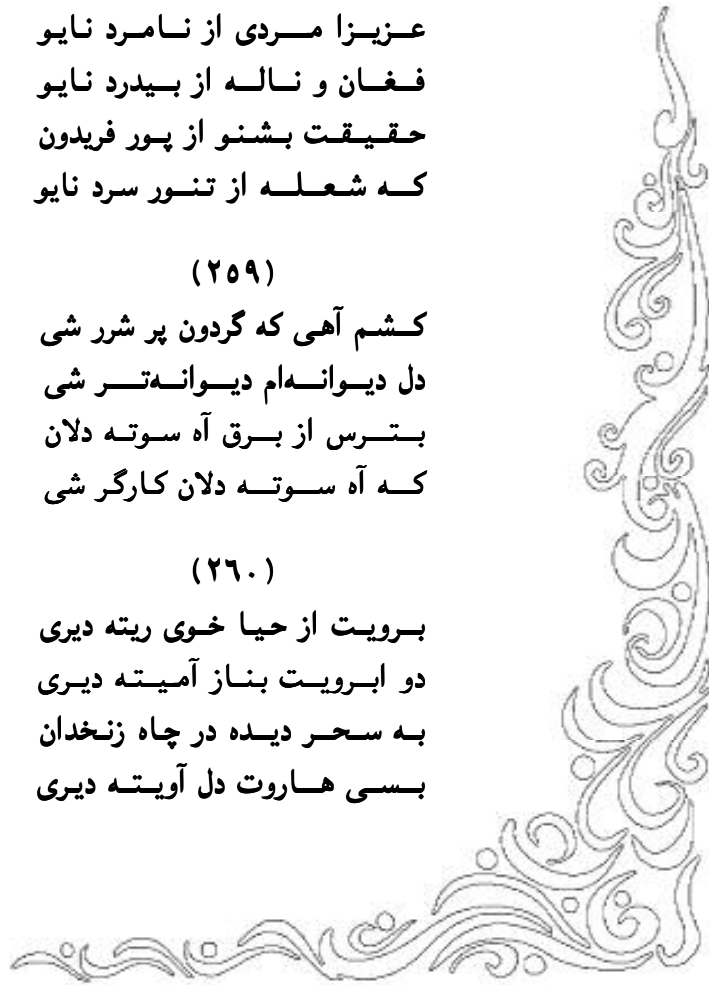 عزیزا مردی از نامرد نایو
فغان و ناله از بیدرد نایو
حقیقت بشنو از پور فریدون
که شعله از تنور سرد نایو
(۲۵۹)
کشم آهی که گردون پر شرر شی
دل دیوانه‌ام دیوانه‌تر شی
بترس از برق آه سوته دلان
که آه سوته دلان کارگر شی
(۲۶۰)
برویت از حیا خوی ریته دیری
دو ابرویت بناز آمیته دیری
به سحر دیده در چاه زنخدان
بسی هاروت دل آویته دیری